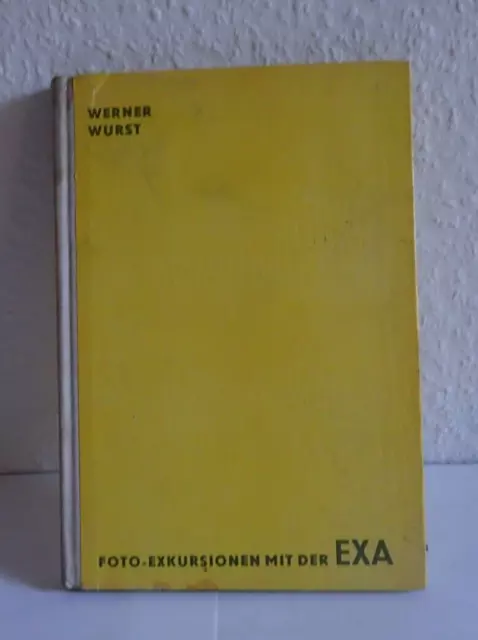 WERNER
WURST
FOTO-EXKURSIONEN MIT DER EXA